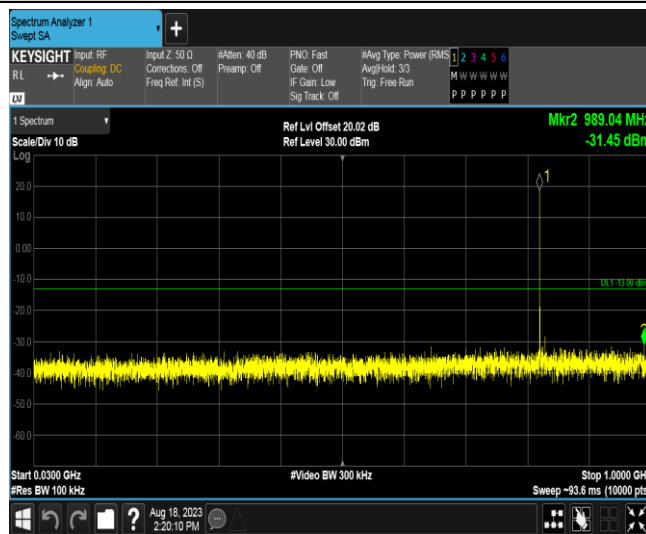 Spectrum Analyzer 1
Swept SA
KEYSIGHT Input: RF Input Z: 50 Ω #Atten: 40 dB PNO: Fast #Avg Type: Power (RMS 1 2 3 4 5 6
RL Coupling: DC Corrections: Off Preamp: Off Gate: Off Avg|Hold: 3/3 M W W W W W
Align: Auto Freq Ref: Int (S) IF Gain: Low Trig: Free Run
LXI Sig Track: Off P P P P P P
1 Spectrum Ref Lvl Offset 20.02 dB Mkr2 989.04 MHz
Scale/Div 10 dB Ref Level 30.00 dBm -31.45 dBm
Log
1
20.0
10.0
0.00
DL1 -13.00 dBm
-10.0
-20.0
-30.0
-40.0
-50.0
-60.0
Start 0.0300 GHz #Video BW 300 kHz Stop 1.0000 GH
#Res BW 100 kHz Sweep ~93.6 ms (10000 pts
? Aug 18, 2023
2:20:10 PM